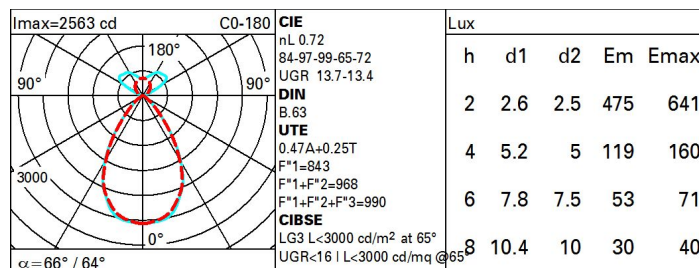 Imax=2563 cd C0-180
180°
90° 90°
3000
0°
α=66° / 64°
CIE
nL 0.72
84-97-99-65-72
UGR 13.7-13.4
DIN
B.63
UTE
0.47A+0.25T
F"1=843
F"1+F"2=968
F"1+F"2+F"3=990
CIBSE
LG3 L<3000 cd/m² at 65°
UGR<16 | L<3000 cd/mq @65°
Lux
h d1 d2 Em Emax
2 2.6 2.5 475 641
4 5.2 5 119 160
6 7.8 7.5 53 71
8 10.4 10 30 40